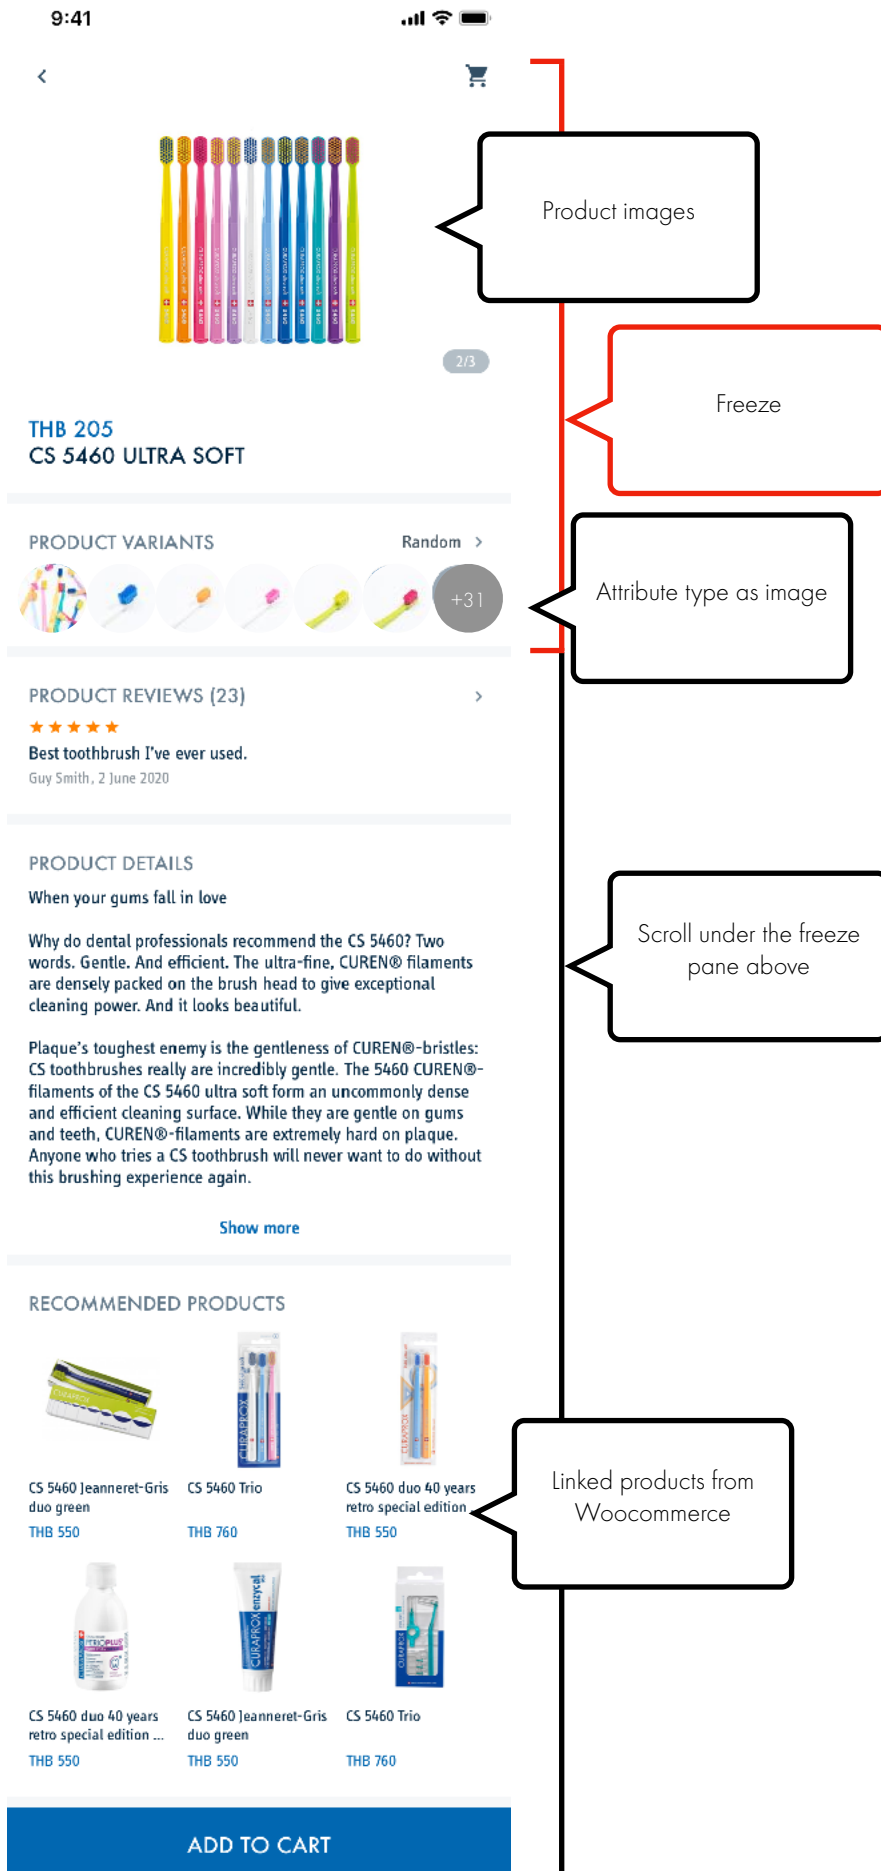 9:41
Product images
2/3
Freeze
THB 205
CS 5460 ULTRA SOFT
PRODUCT VARIANTS
Random
+31
Attribute type as image
PRODUCT REVIEWS (23)
Best toothbrush I've ever used.
Guy Smith, 2 June 2020
PRODUCT DETAILS
When your gums fall in love
Why do dental professionals recommend the CS 5460? Two
words. Gentle. And efficient. The ultra-fine, CUREN® filaments
are densely packed on the brush head to give exceptional
cleaning power. And it looks beautiful.
Scroll under the freeze
pane above
Plaque's toughest enemy is the gentleness of CUREN®-bristles:
CS toothbrushes really are incredibly gentle. The 5460 CUREN®-
filaments of the CS 5460 ultra soft form an uncommonly dense
and efficient cleaning surface. While they are gentle on gums
and teeth, CUREN®-filaments are extremely hard on plaque.
Anyone who tries a CS toothbrush will never want to do without
this brushing experience again.
Show more
RECOMMENDED PRODUCTS
CURAPROX
CURAPROX
CURAPROX
CS 5460 Jeanneret-Gris
duo green
THB 550
CS 5460 Trio
THB 760
CS 5460 duo 40 years
retro special edition ...
THB 550
Linked products from
Woocommerce
PERIOPLUS
CURAPROX enzycal
CURAPROX
CS 5460 duo 40 years
retro special edition ...
THB 550
CS 5460 Jeanneret-Gris
duo green
THB 550
CS 5460 Trio
THB 760
ADD TO CART